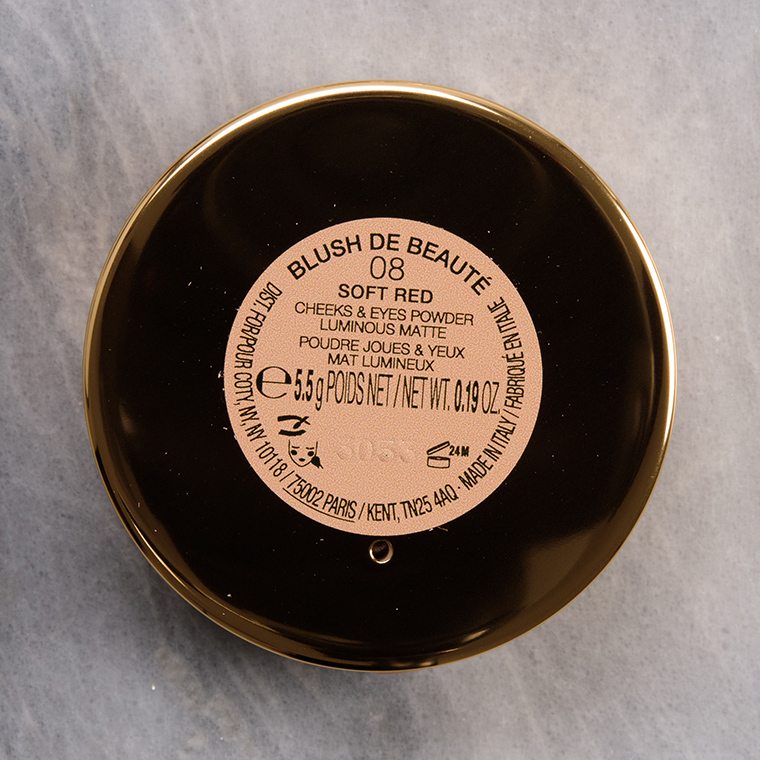 BLUSH DE BEAUTÉ
08
SOFT RED
CHEEKS & EYES POWDER
LUMINOUS MATTE
POUDRE JOUES & YEUX
MAT LUMINEUX
e 5.5g POIDS NET / NET WT. 0.19 OZ.
24M
DIST. FOR/POUR COTY, NY, NY 10118 / 75002 PARIS / KENT, TN25 4AQ - MADE IN ITALY / FABRIQUÉ EN ITALIE